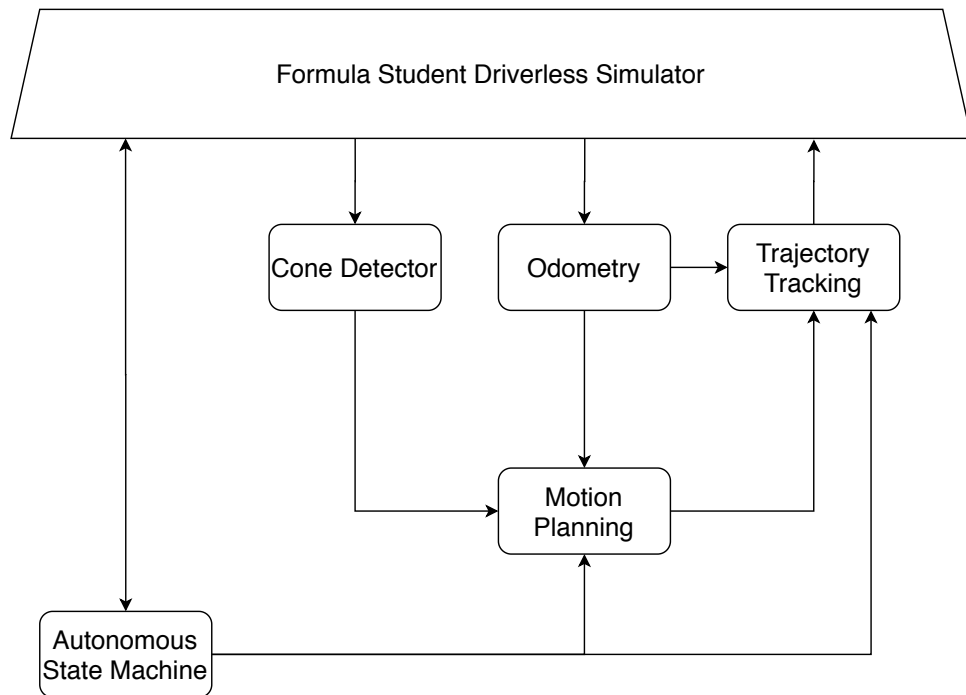 Formula Student Driverless Simulator
Cone Detector
Odometry
Trajectory
Tracking
Motion
Planning
Autonomous
State Machine